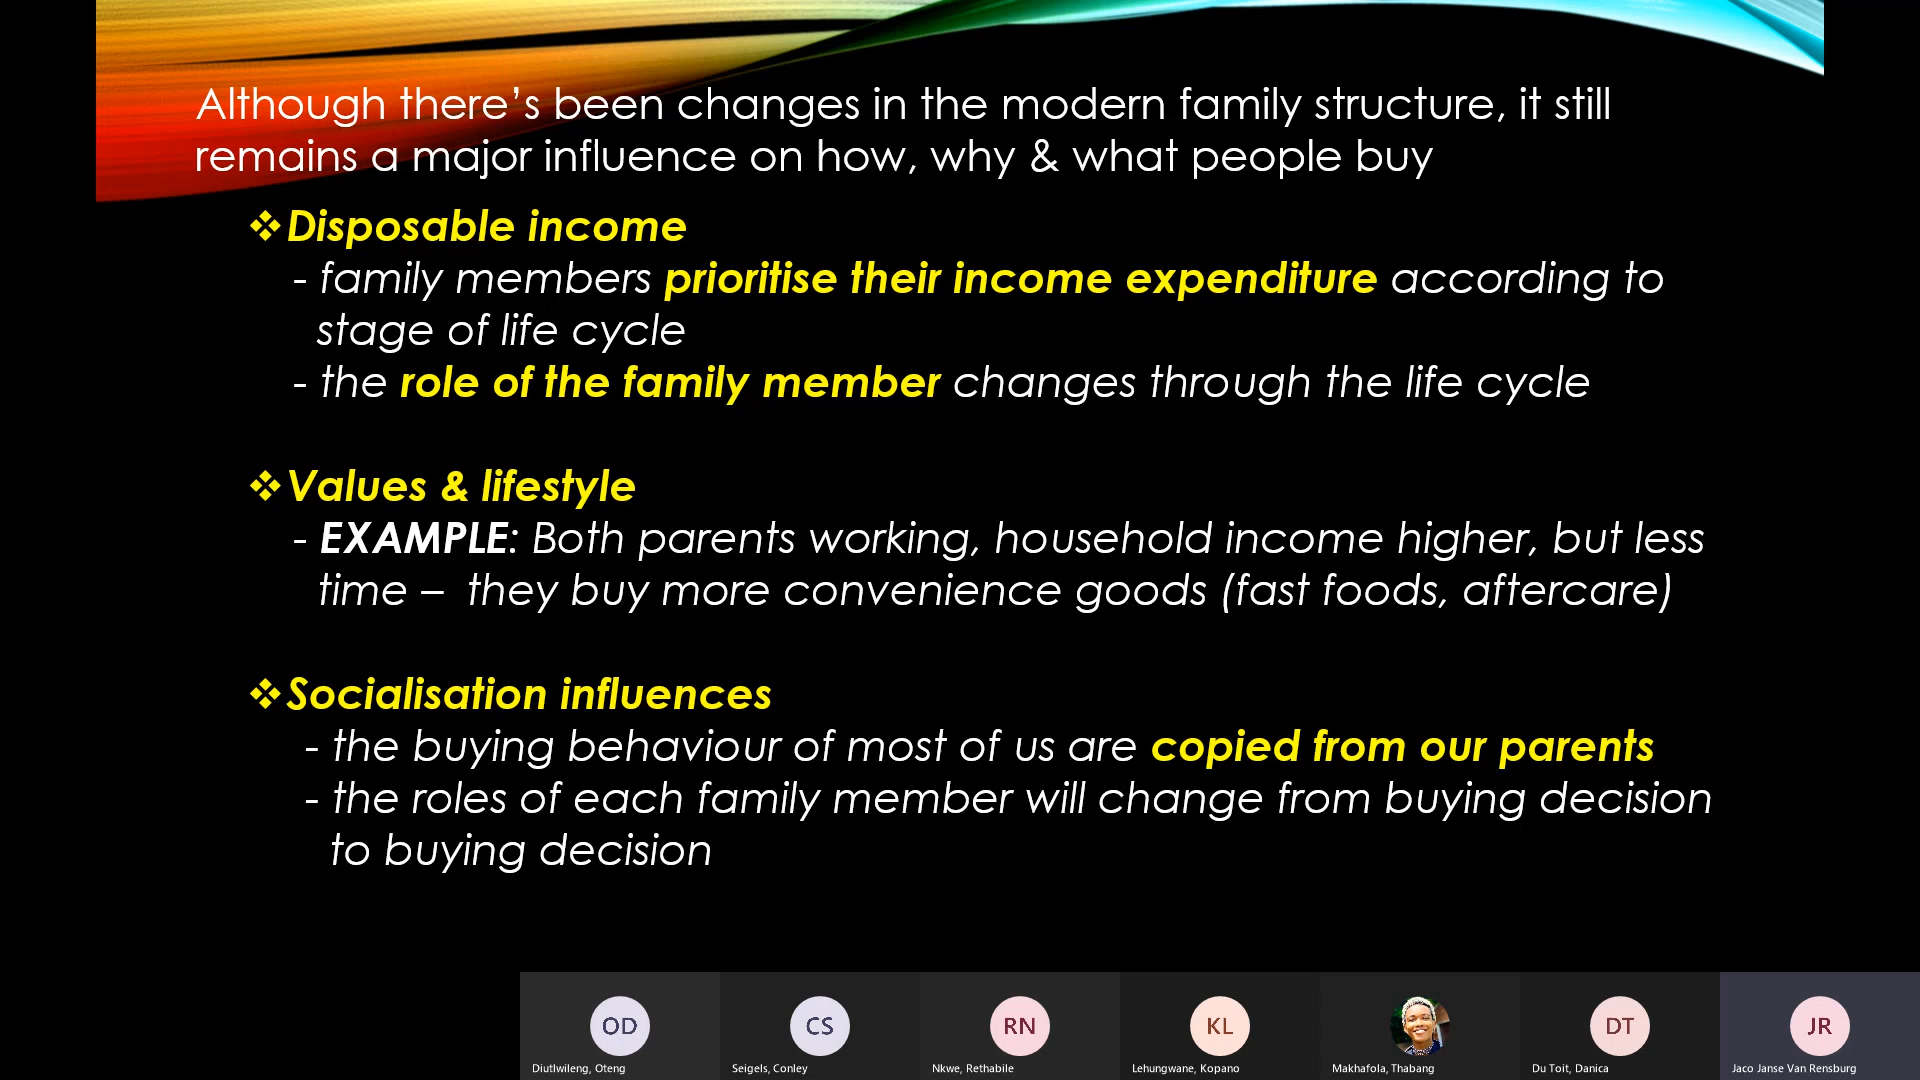 Although there’s been changes in the modern family structure, it still
remains a major influence on how, why & what people buy
❖Disposable income
- family members prioritise their income expenditure according to
stage of life cycle
- the role of the family member changes through the life cycle
❖Values & lifestyle
- EXAMPLE: Both parents working, household income higher, but less
time – they buy more convenience goods (fast foods, aftercare)
❖Socialisation influences
- the buying behaviour of most of us are copied from our parents
- the roles of each family member will change from buying decision
to buying decision
OD CS RN KL DT JR
Diutlwileng, Oteng Seigels, Conley Nkwe, Rethabile Lehungwane, Kopano Makhafola, Thabang Du Toit, Danica Jaco Janse Van Rensburg